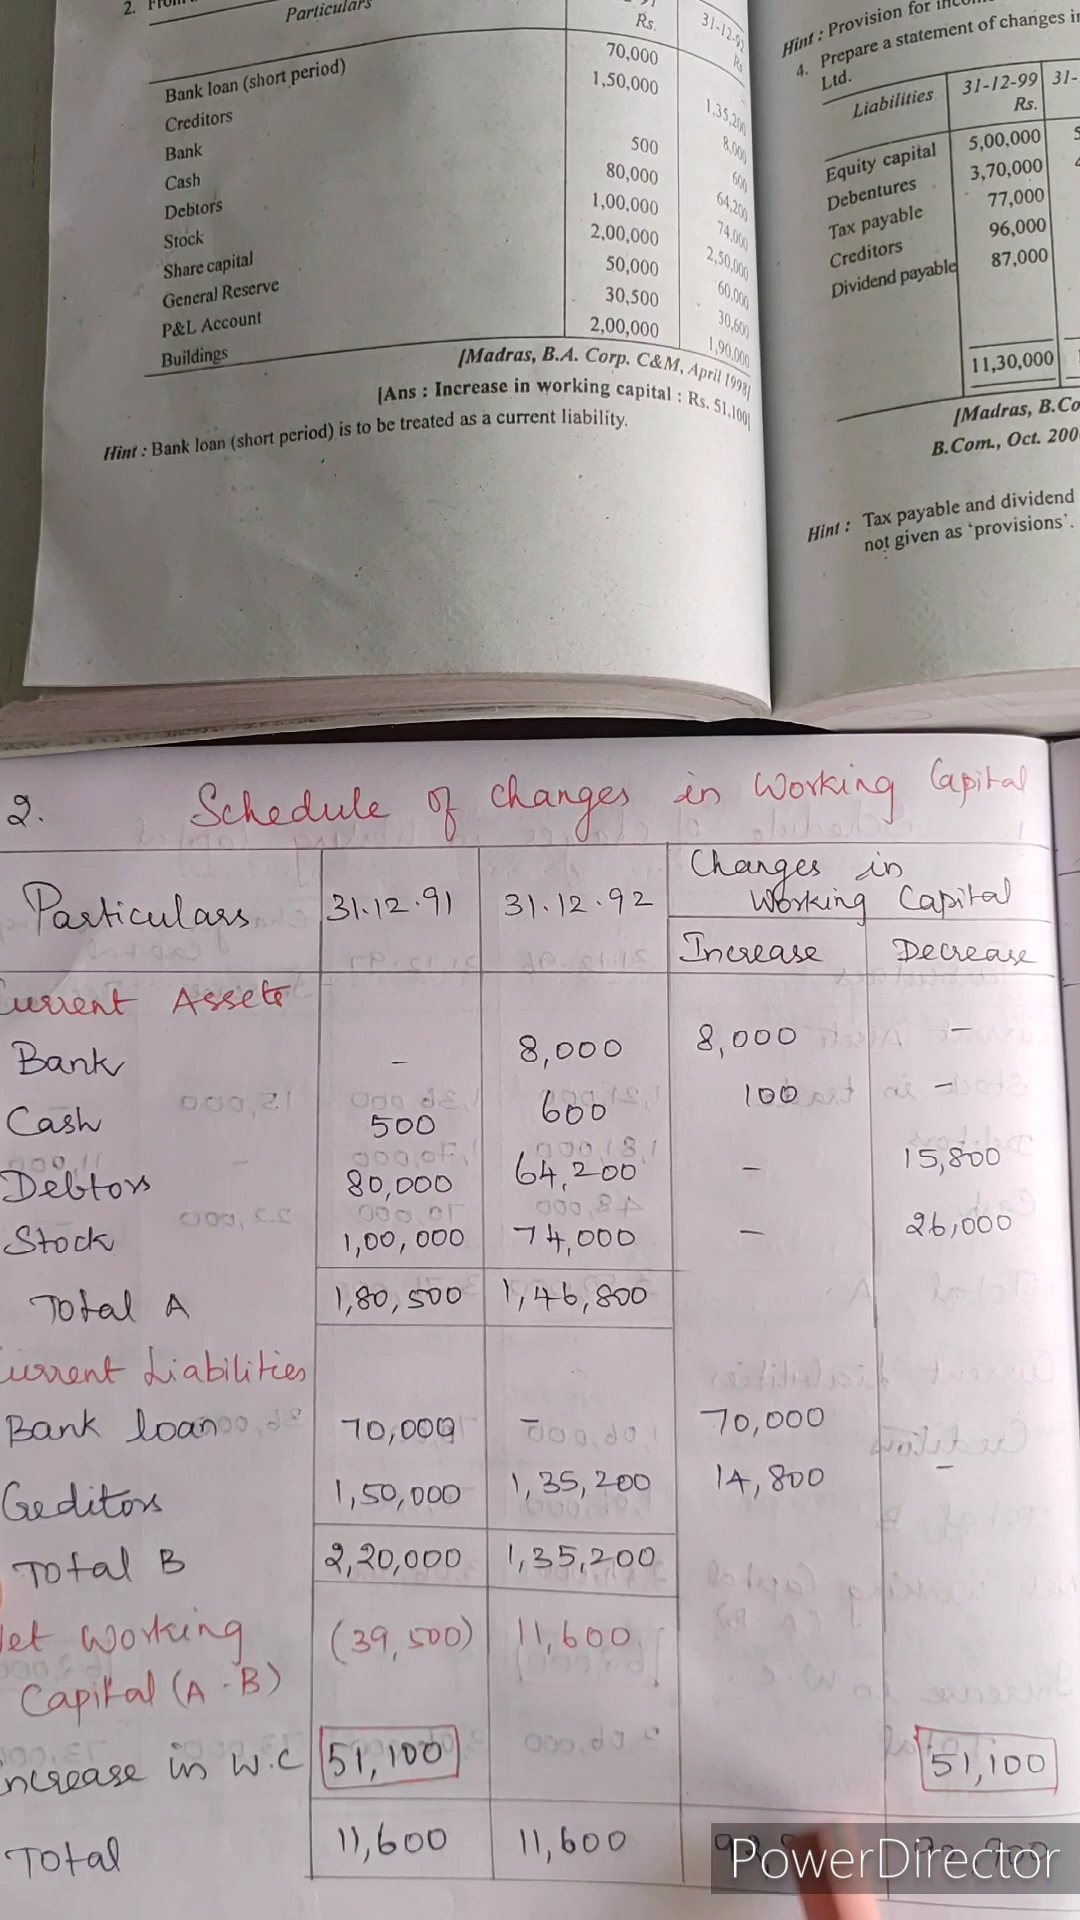 2.
Particulars
Rs.
31-12-92
Rs.
Bank loan (short period) 70,000 -
Creditors 1,50,000 1,35,200
Bank 8,000
Cash 500 600
Debtors 80,000 64,200
Stock 1,00,000 74,000
Share capital 2,00,000 2,50,000
General Reserve 50,000 60,000
P&L Account 30,500 30,600
Buildings 2,00,000 1,90,000
[Madras, B.A. Corp. C&M, April 1998]
[Ans : Increase in working capital : Rs. 51,100]
Hint : Bank loan (short period) is to be treated as a current liability.
Hint : Provision for
4. Prepare a statement of changes in
Ltd.
Liabilities 31-12-99 31-
Rs.
Equity capital 5,00,000
Debentures 3,70,000
Tax payable 77,000
Creditors 96,000
Dividend payable 87,000
11,30,000
[Madras, B.Co
B.Com., Oct. 200
Hint : Tax payable and dividend
not given as 'provisions'.
2. Schedule of changes in Working Capital
Particulars 31.12.91 31.12.92 Changes in
Working Capital
Increase Decrease
Current Assets
Bank - 8,000 8,000 -
Cash 500 600 100 -
Debtors 80,000 64,200 - 15,800
Stock 1,00,000 74,000 - 26,000
Total A 1,80,500 1,46,800
Current Liabilities
Bank loan 70,000 - 70,000
Creditors 1,50,000 1,35,200 14,800 -
Total B 2,20,000 1,35,200
Net Working (39,500) 11,600
Capital (A-B)
Increase in W.C 51,100 51,100
Total 11,600 11,600
PowerDirector